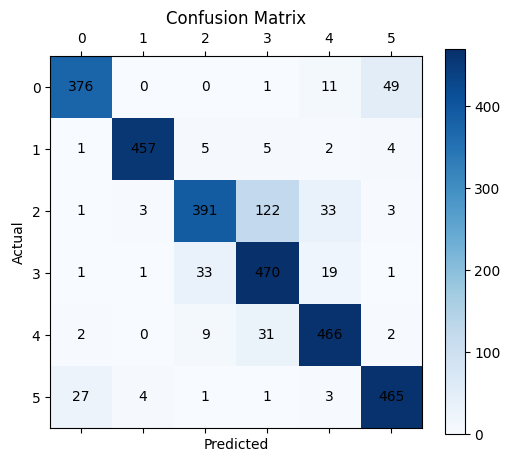 Confusion Matrix
0 1 2 3 4 5
0 376 0 0 1 11 49
1 1 457 5 5 2 4
2 1 3 391 122 33 3
3 1 1 33 470 19 1
4 2 0 9 31 466 2
5 27 4 1 1 3 465
Actual
Predicted
400
300
200
100
0